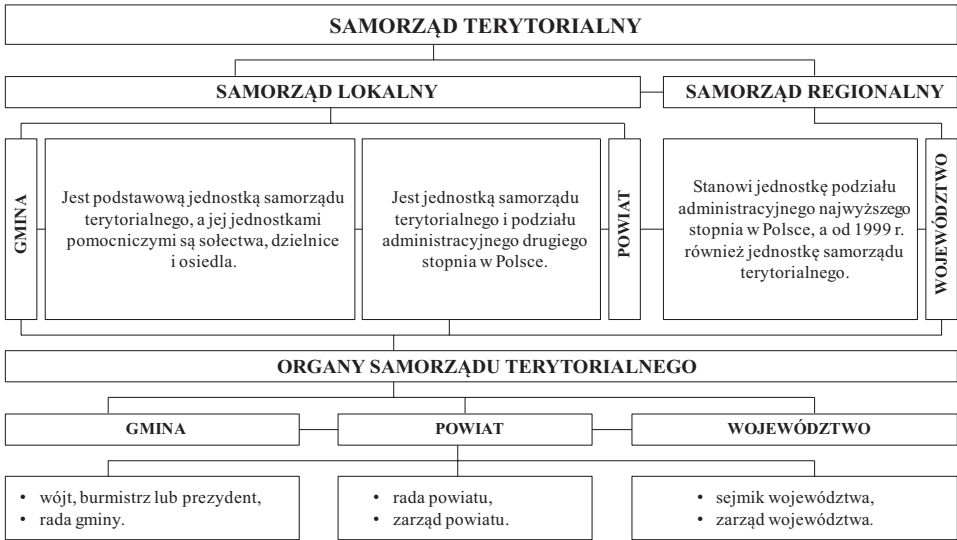 SAMORZĄD TERYTORIALNY
SAMORZĄD LOKALNY
SAMORZĄD REGIONALNY
GMINA
Jest podstawową jednostką samorządu
terytorialnego, a jej jednostkami
pomocniczymi są sołectwa, dzielnice
i osiedla.
Jest jednostką samorządu
terytorialnego i podziału
administracyjnego drugiego
stopnia w Polsce.
POWIAT
Stanowi jednostkę podziału
administracyjnego najwyższego
stopnia w Polsce, a od 1999 r.
również jednostkę samorządu
terytorialnego.
WOJEWÓDZTWO
ORGANY SAMORZĄDU TERYTORIALNEGO
GMINA
POWIAT
WOJEWÓDZTWO
• wójt, burmistrz lub prezydent,
• rada gminy.
• rada powiatu,
• zarząd powiatu.
• sejmik województwa,
• zarząd województwa.